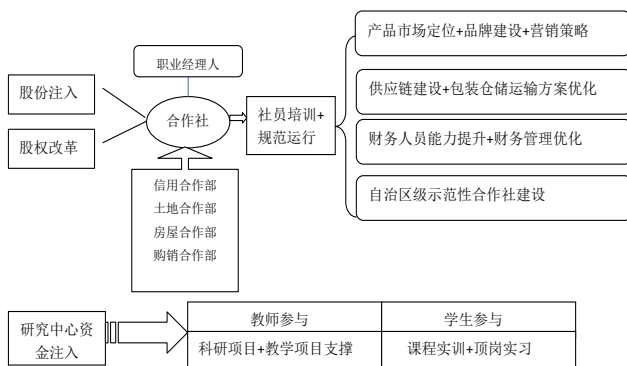 产品市场定位+品牌建设+营销策略
职业经理人
股份注入
供应链建设+包装仓储运输方案优化
合作社
社员培训+
规范运行
股权改革
财务人员能力提升+财务管理优化
信用合作部
土地合作部
房屋合作部
购销合作部
自治区级示范性合作社建设
研究中心资
金注入
教师参与
学生参与
科研项目+教学项目支撑
课程实训+顶岗实习